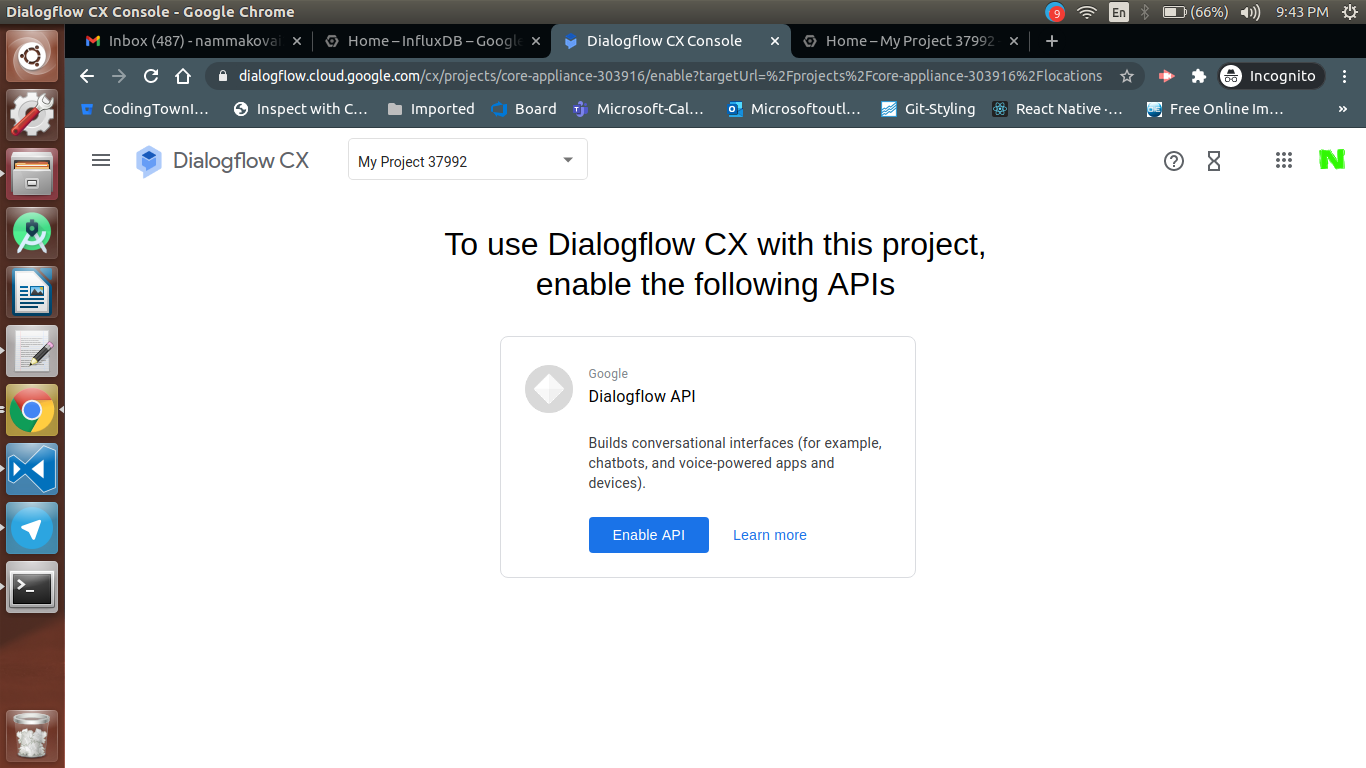 Dialogflow CX Console - Google Chrome
9
En
(66%)
9:43 PM
Inbox (487) - nammakoval
Home – InfluxDB – Google
Dialogflow CX Console
Home – My Project 37992
dialogflow.cloud.google.com/cx/projects/core-appliance-303916/enable?targetUrl=%2Fprojects%2Fcore-appliance-303916%2Flocations
Incognito
CodingTownI...
Inspect with C...
Imported
Board
Microsoft-Cal...
Microsoftoutl...
Git-Styling
React Native -...
Free Online Im...
»
Dialogflow CX
My Project 37992
N
To use Dialogflow CX with this project,
enable the following APIs
Google
Dialogflow API
Builds conversational interfaces (for example,
chatbots, and voice-powered apps and
devices).
Enable API
Learn more